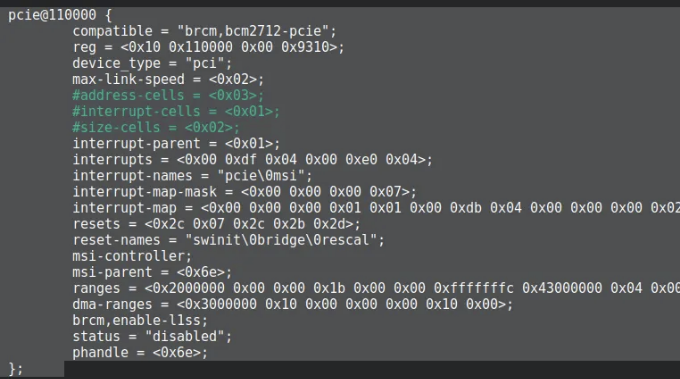 pcie@110000 {
compatible = "brcm,bcm2712-pcie";
reg = <0x10 0x110000 0x00 0x9310>;
device_type = "pci";
max-link-speed = <0x02>;
#address-cells = <0x03>;
#interrupt-cells = <0x01>;
#size-cells = <0x02>;
interrupt-parent = <0x01>;
interrupts = <0x00 0xdf 0x04 0x00 0xe0 0x04>;
interrupt-names = "pcie\0msi";
interrupt-map-mask = <0x00 0x00 0x00 0x07>;
interrupt-map = <0x00 0x00 0x00 0x01 0x01 0x00 0xdb 0x04 0x00 0x00 0x00 0x02
resets = <0x2c 0x07 0x2c 0x2b 0x2d>;
reset-names = "swinit\0bridge\0rescal";
msi-controller;
msi-parent = <0x6e>;
ranges = <0x2000000 0x00 0x00 0x1b 0x00 0x00 0xfffffffc 0x43000000 0x04 0x00
dma-ranges = <0x3000000 0x10 0x00 0x00 0x00 0x10 0x00>;
brcm,enable-l1ss;
status = "disabled";
phandle = <0x6e>;
};